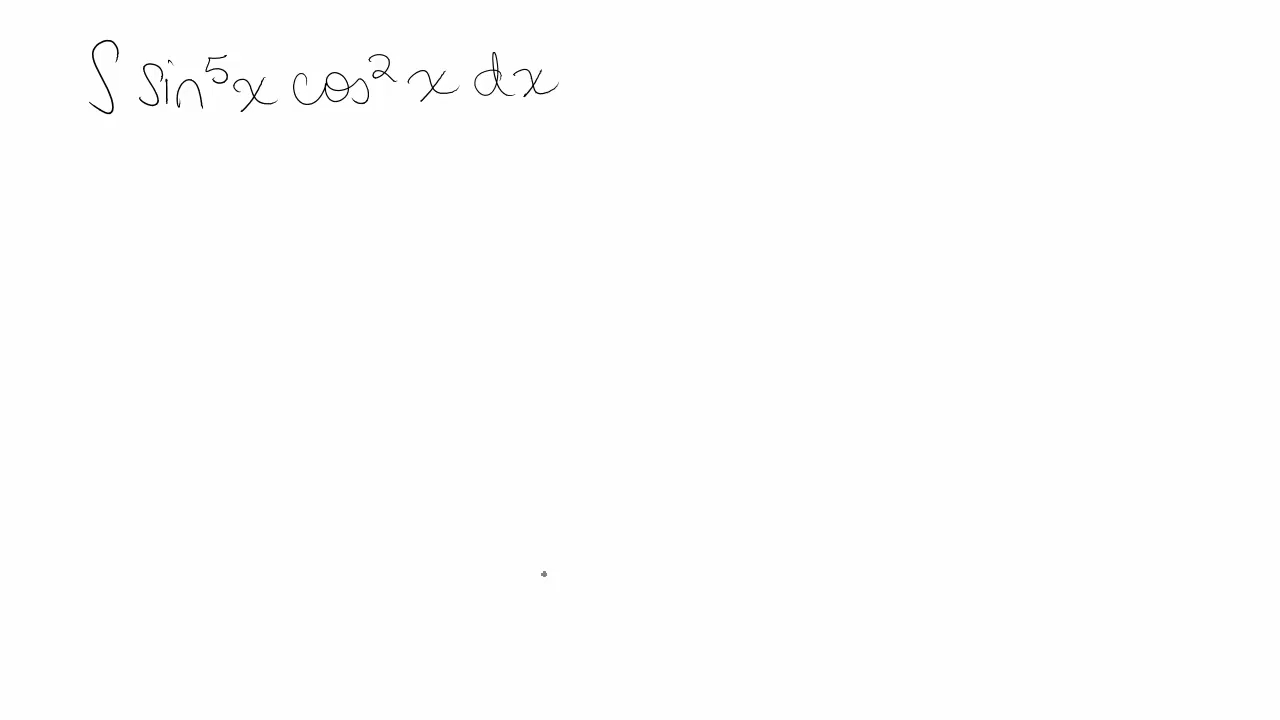 ∫ sin⁵x cos²x dx